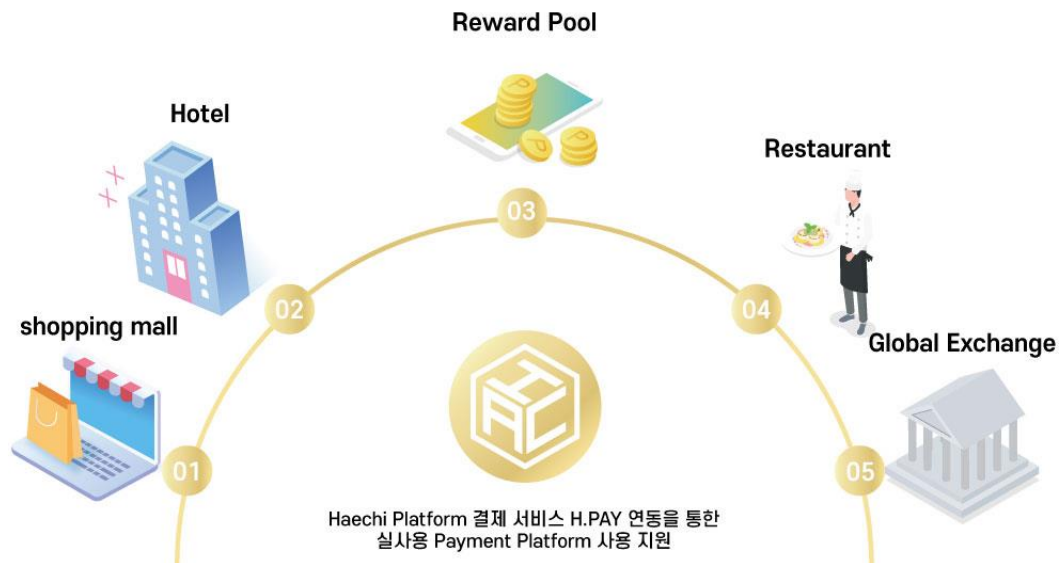 Reward Pool
Hotel
Restaurant
03
02
04
shopping mall
Global Exchange
HAC
01
05
Haechi Platform 결제 서비스 H.PAY 연동을 통한
실사용 Payment Platform 사용 지원